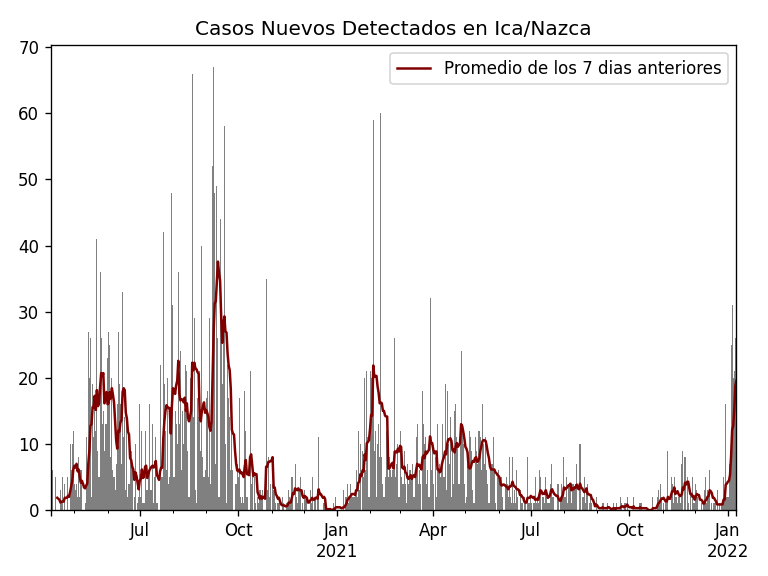 Casos Nuevos Detectados en Ica/Nazca
Promedio de los 7 dias anteriores
70
60
50
40
30
20
10
0
Jul
Oct
Jan
2021
Apr
Jul
Oct
Jan
2022